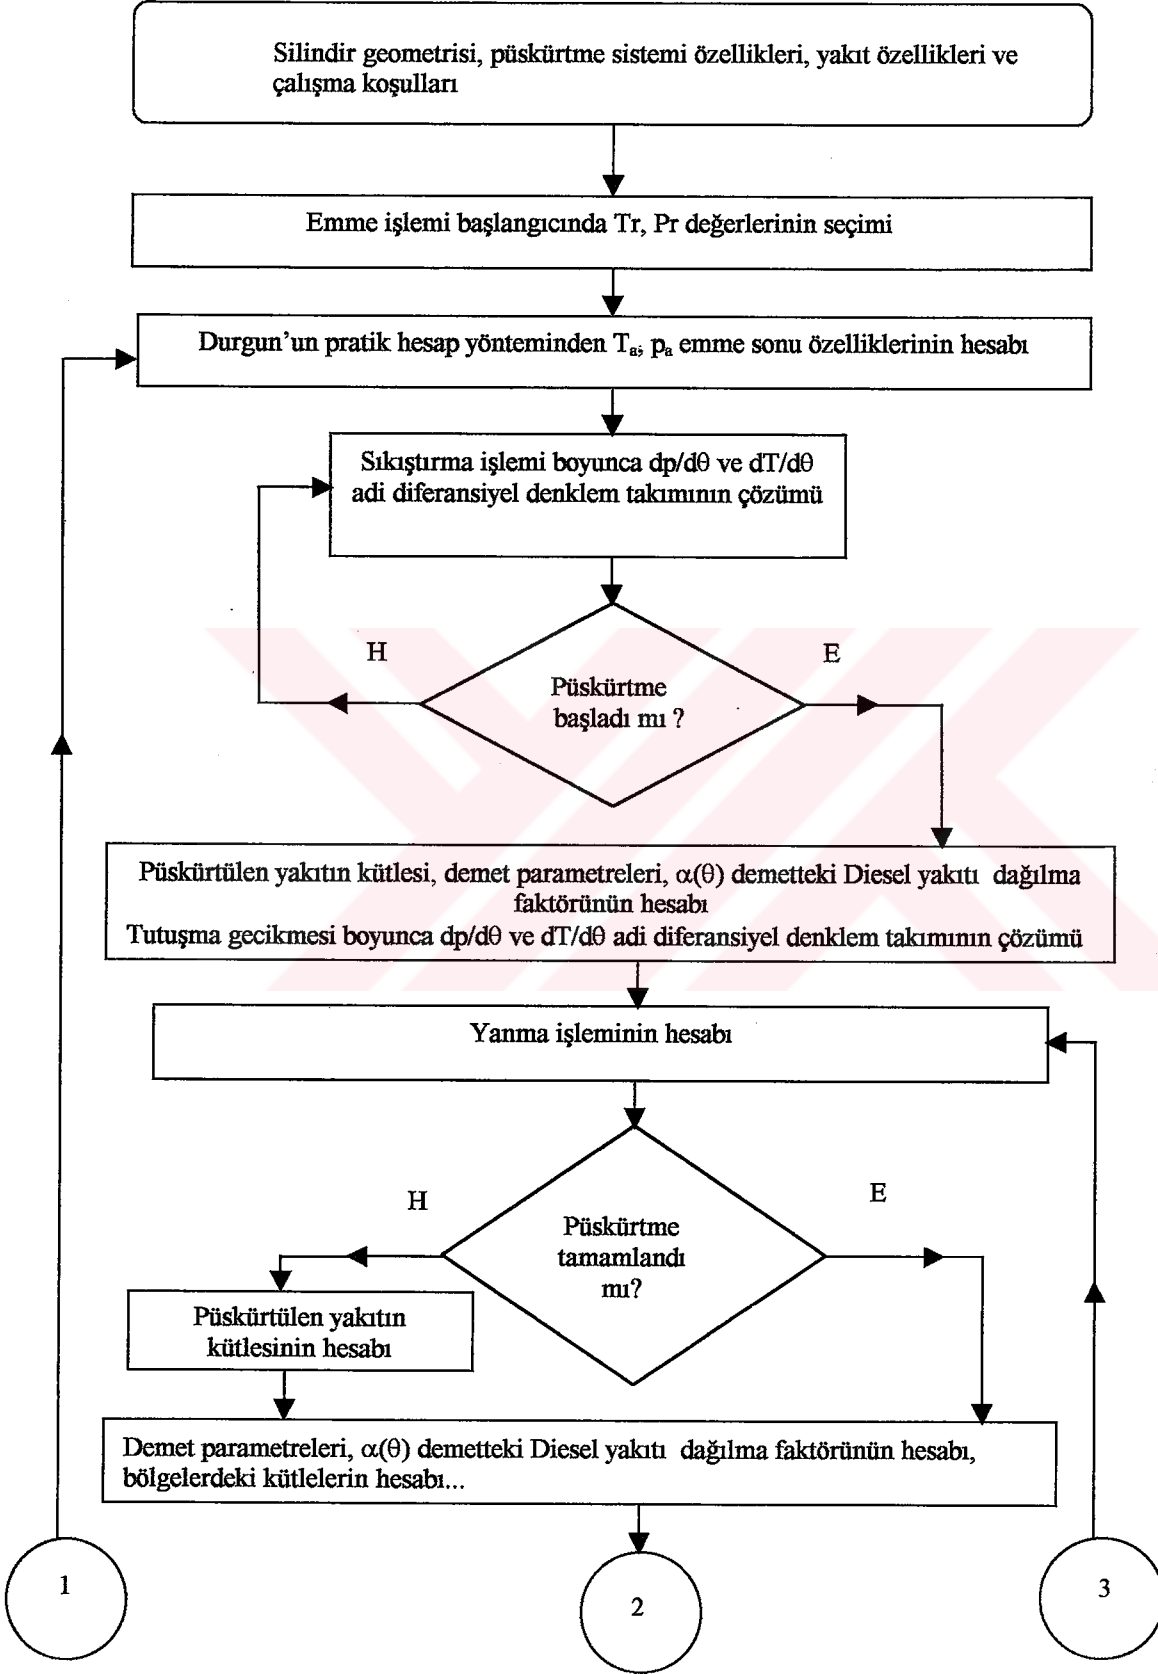 Silindir geometrisi, püskürtme sistemi özellikleri, yakıt özellikleri ve
çalışma koşulları
Emme işlemi başlangıcında Tr, Pr değerlerinin seçimi
Durgun'un pratik hesap yönteminden Tₐ, pₐ emme sonu özelliklerinin hesabı
Sıkıştırma işlemi boyunca dp/dθ ve dT/dθ
adi diferansiyel denklem takımının çözümü
H
E
Püskürtme
başladı mı ?
Püskürtülen yakıtın kütlesi, demet parametreleri, α(θ) demetteki Diesel yakıtı dağılma
faktörünün hesabı
Tutuşma gecikmesi boyunca dp/dθ ve dT/dθ adi diferansiyel denklem takımının çözümü
Yanma işleminin hesabı
H
E
Püskürtme
tamamlandı
mı?
Püskürtülen yakıtın
kütlesinin hesabı
Demet parametreleri, α(θ) demetteki Diesel yakıtı dağılma faktörünün hesabı,
bölgelerdeki kütlelerin hesabı...
1
2
3